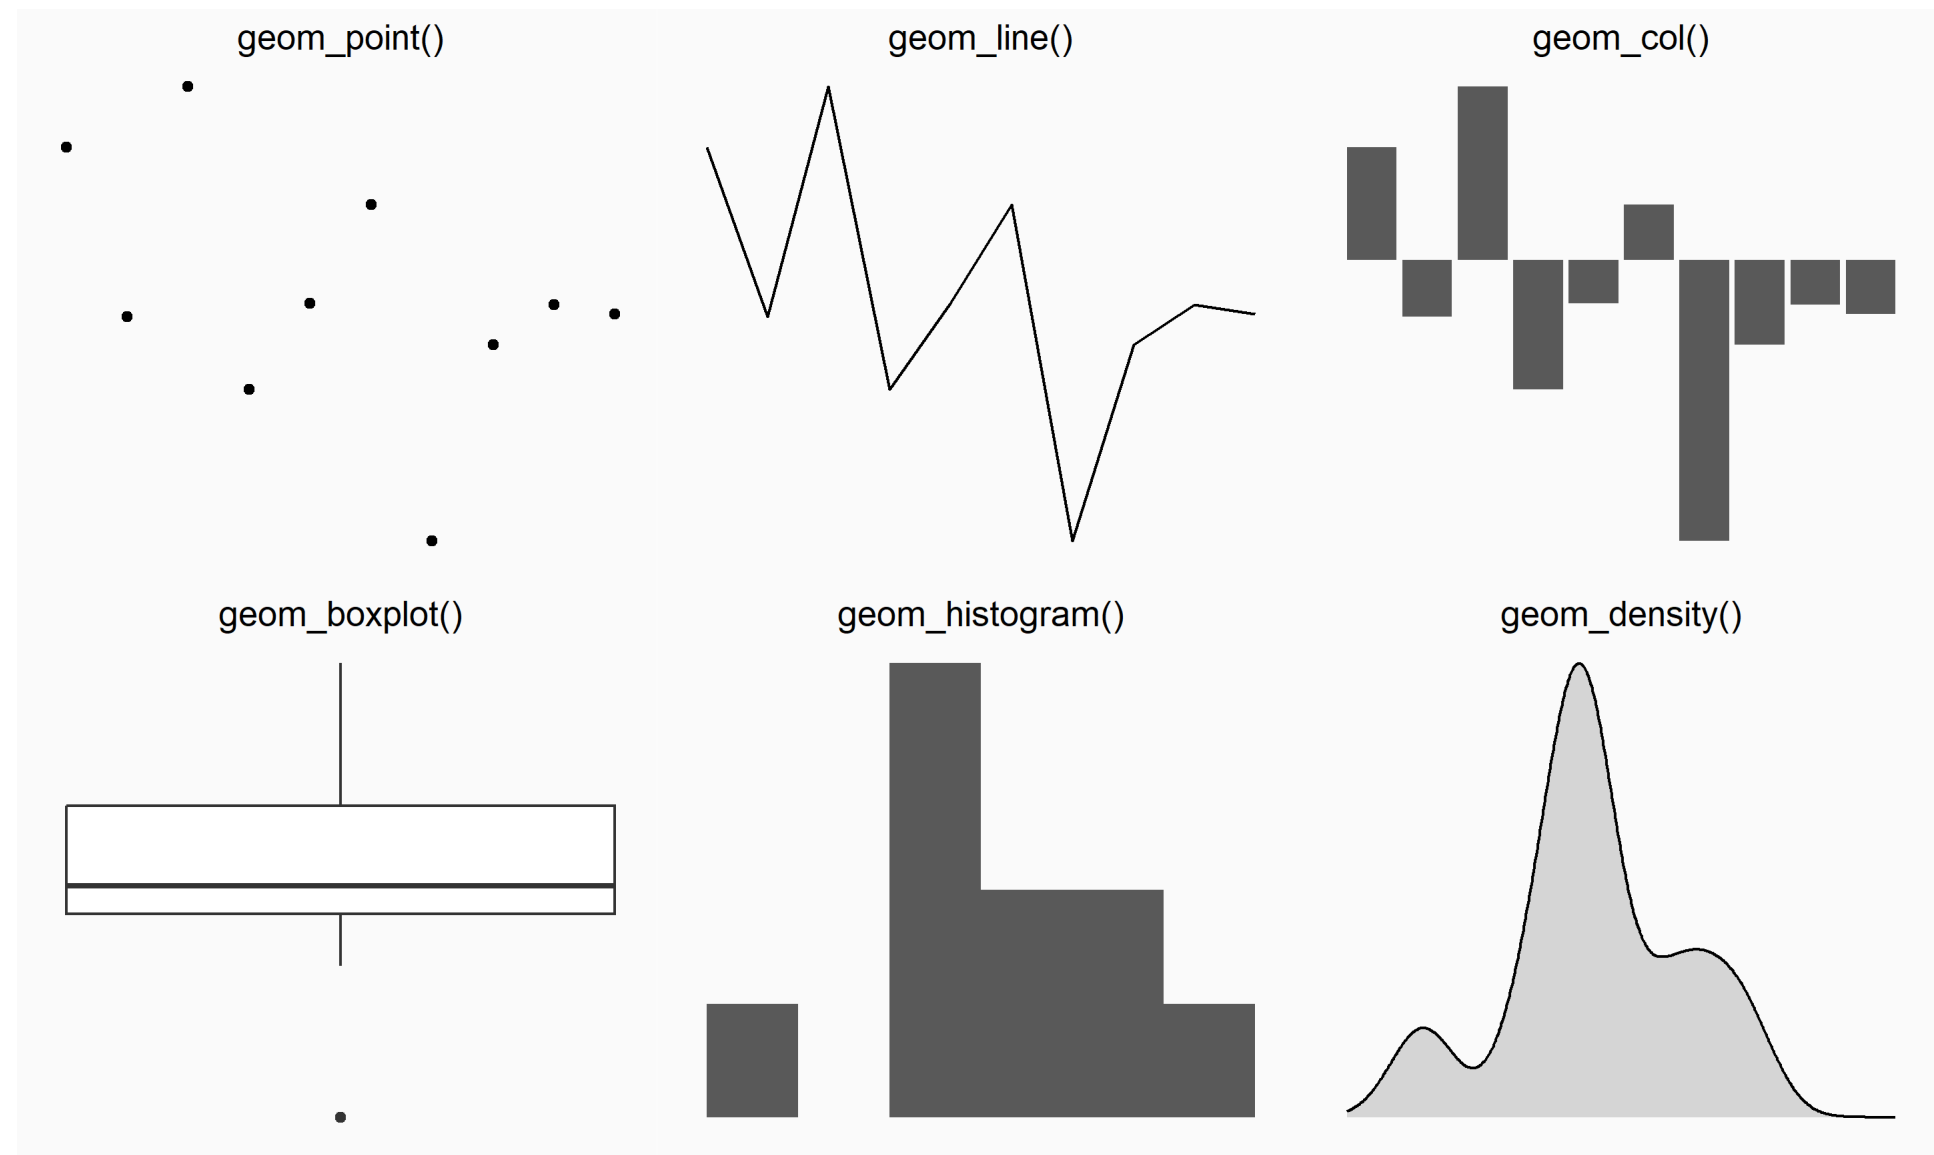 geom_point()
geom_line()
geom_col()
geom_boxplot()
geom_histogram()
geom_density()